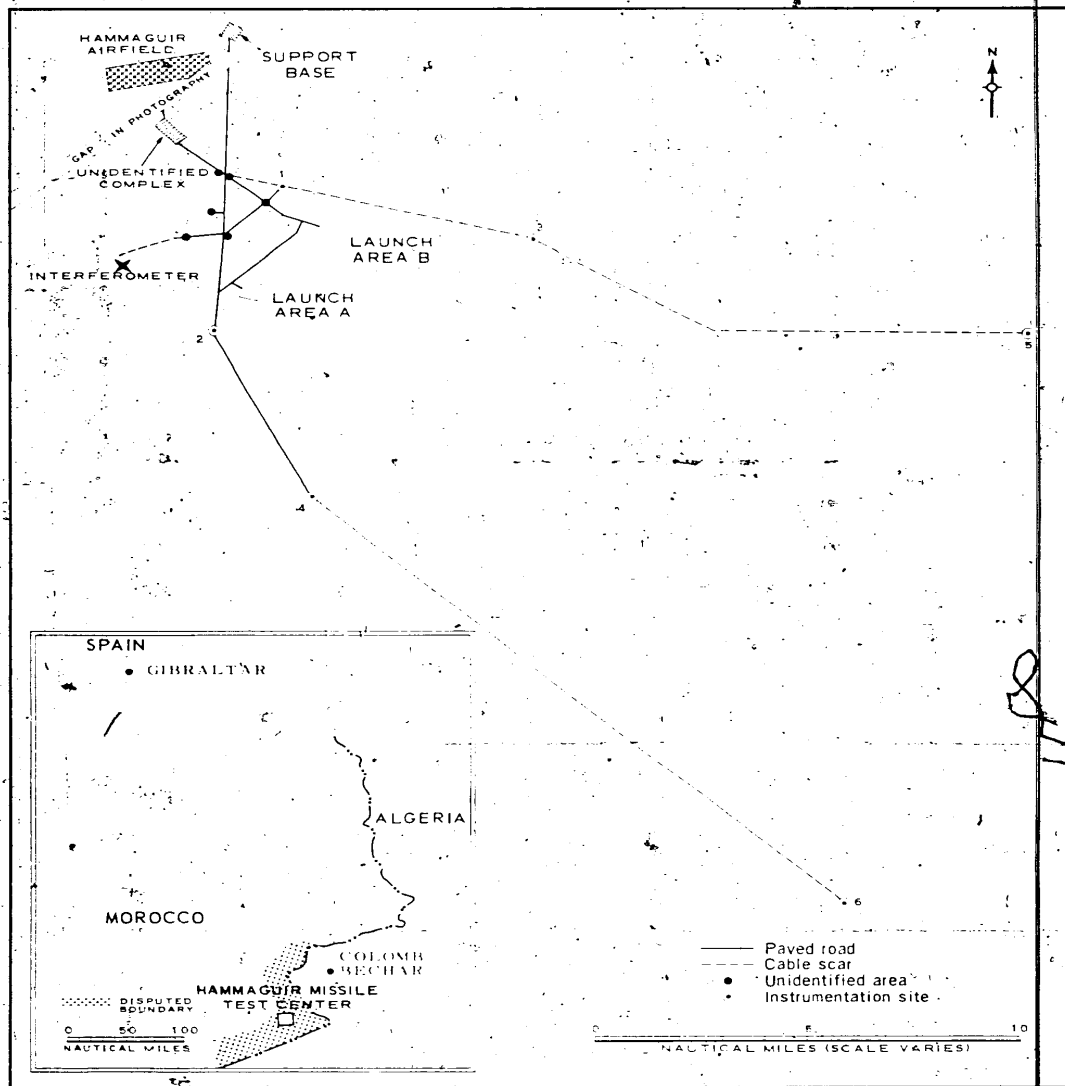 HAMMAGUIR
AIRFIELD
SUPPORT
BASE
N
GAP IN PHOTOGRAPHY
UNIDENTIFIED
COMPLEX
1
3
LAUNCH
AREA B
INTERFEROMETER
LAUNCH
AREA A
2
5
4
6
SPAIN
GIBRALTAR
ALGERIA
MOROCCO
COLOMB
BECHAR
HAMMAGUIR MISSILE
TEST CENTER
DISPUTED
BOUNDARY
0 50 100
NAUTICAL MILES
Paved road
Cable scar
Unidentified area
Instrumentation site
0 5 10
NAUTICAL MILES (SCALE VARIES)